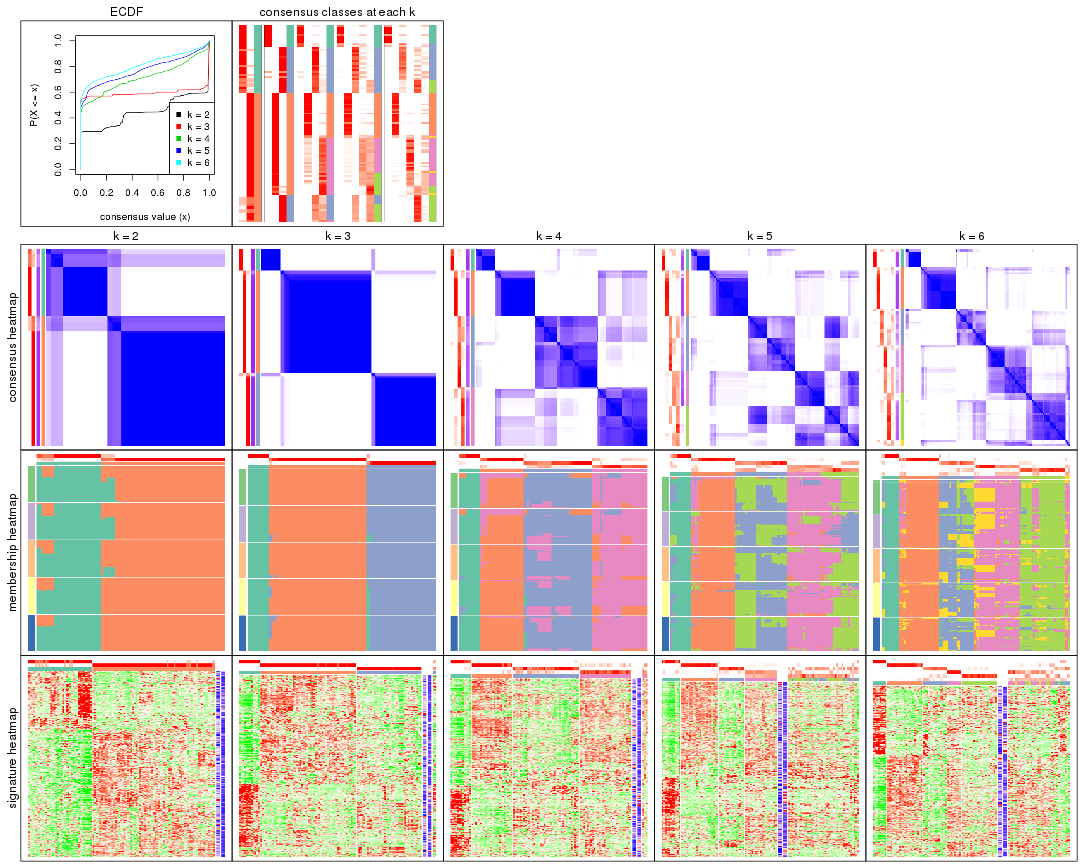 ECDF
consensus classes at each k
P(X <= x)
0.0 0.2 0.4 0.6 0.8 1.0
k = 2
k = 3
k = 4
k = 5
k = 6
0.0 0.2 0.4 0.6 0.8 1.0
consensus value (x)
k = 2 k = 3 k = 4 k = 5 k = 6
consensus heatmap
membership heatmap
signature heatmap